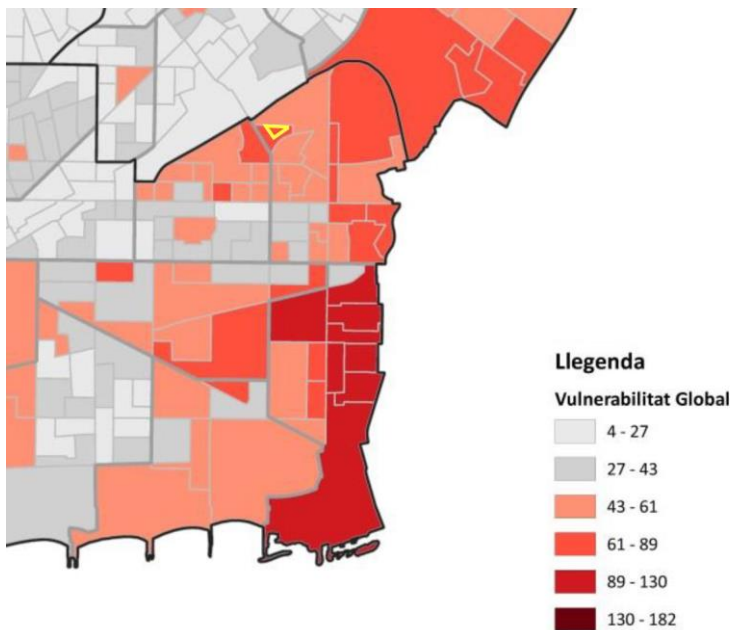 Llegenda
Vulnerabilitat Global
4 - 27
27 - 43
43 - 61
61 - 89
89 - 130
130 - 182